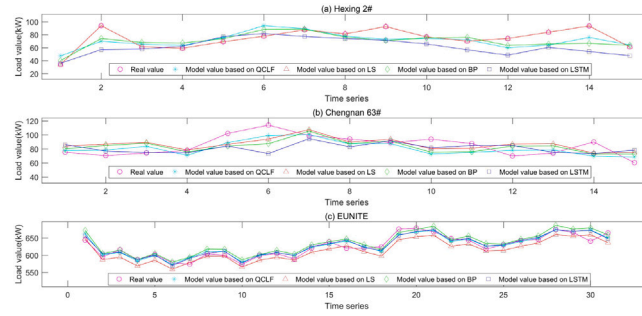 (a) Hexing 2#
Load value(kW)
100
80
60
40
20
2 4 6 8 10 12 14
Real value Model value based on QCLF Model value based on LS Model value based on BP Model value based on LSTM
Time series
(b) Chengnan 63#
Load value(kW)
120
100
80
60
40
2 4 6 8 10 12 14
Real value Model value based on QCLF Model value based on LS Model value based on BP Model value based on LSTM
Time series
(c) EUNITE
Load value(kW)
650
600
550
0 5 10 15 20 25 30
Real value Model value based on QCLF Model value based on LS Model value based on BP Model value based on LSTM
Time series